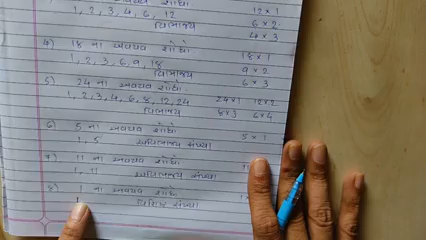 ના અવયવ શોધો
1, 2, 3, 4, 6, 12 12 × 1
વિભાજ્ય 6 × 2
4 × 3
4) 18 ના અવયવ શોધો
1, 2, 3, 6, 9, 18 18 × 1
વિભાજ્ય 9 × 2
5) 24 ના અવયવ શોધો 6 × 3
1, 2, 3, 4, 6, 8, 12, 24 24 × 1 12 × 2
વિભાજ્ય 8 × 3 6 × 4
6) 5 ના અવયવ શોધો
1, 5 અવિભાજ્ય સંખ્યા 5 × 1
7) 11 ના અવયવ શોધો
1, 11 અવિભાજ્ય સંખ્યા
8) 1 ના અવયવ શોધો
1 વિશિષ્ટ સંખ્યા